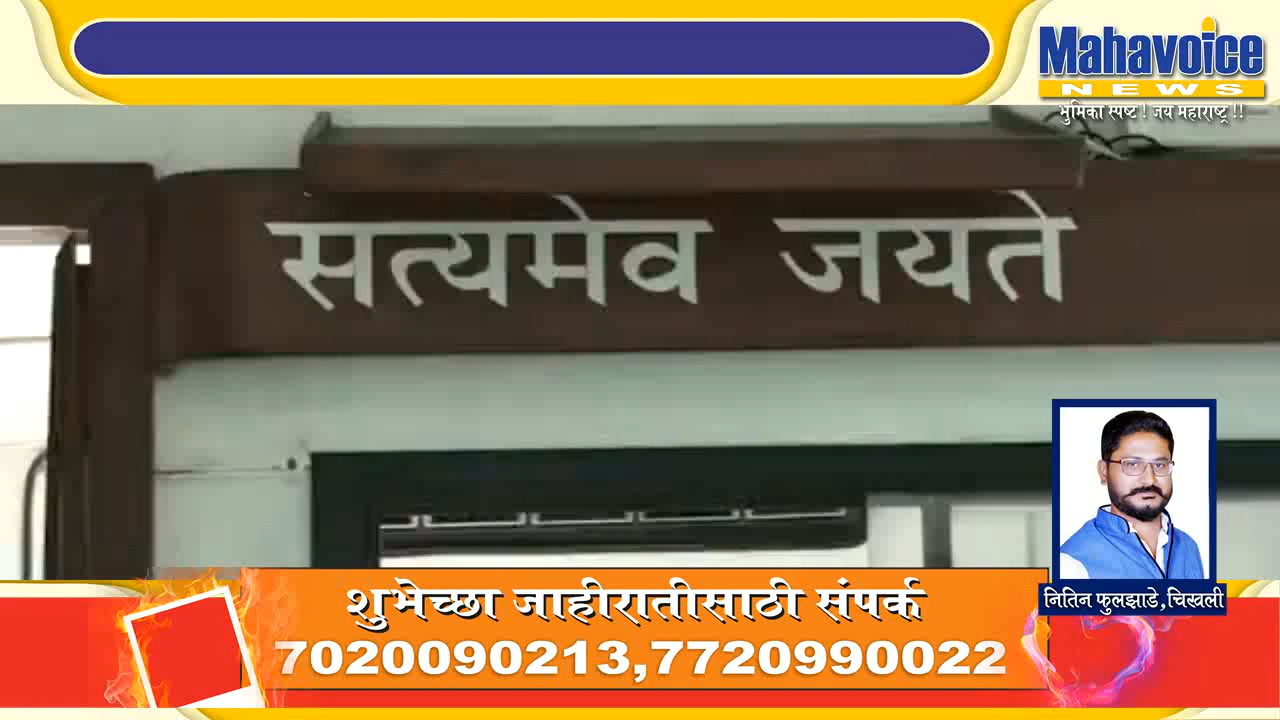 Mahavoice
NEWS
भुमिका स्पष्ट ! जय महाराष्ट्र !!
सत्यमेव जयते
नितिन फुलझाडे,चिखली
शुभेच्छा जाहीरातीसाठी संपर्क
7020090213,7720990022